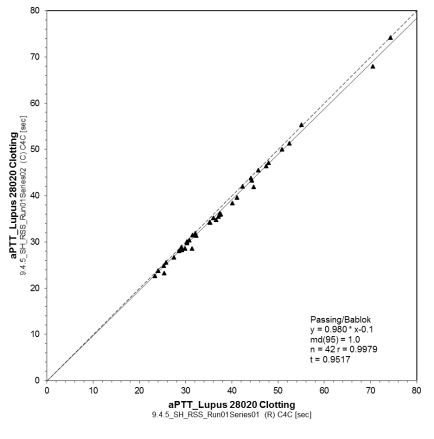 80
70
60
50
40
30
20
10
0
aPTT_Lupus 28020 Clotting
9.4.5_SH_RSS_Run01Series02 (C) C4C [sec]
Passing/Bablok
y = 0.980 * x-0.1
md(95) = 1.0
n = 42 r = 0.9979
t = 0.9517
0 10 20 30 40 50 60 70 80
aPTT_Lupus 28020 Clotting
9.4.5_SH_RSS_Run01Series01 (R) C4C [sec]